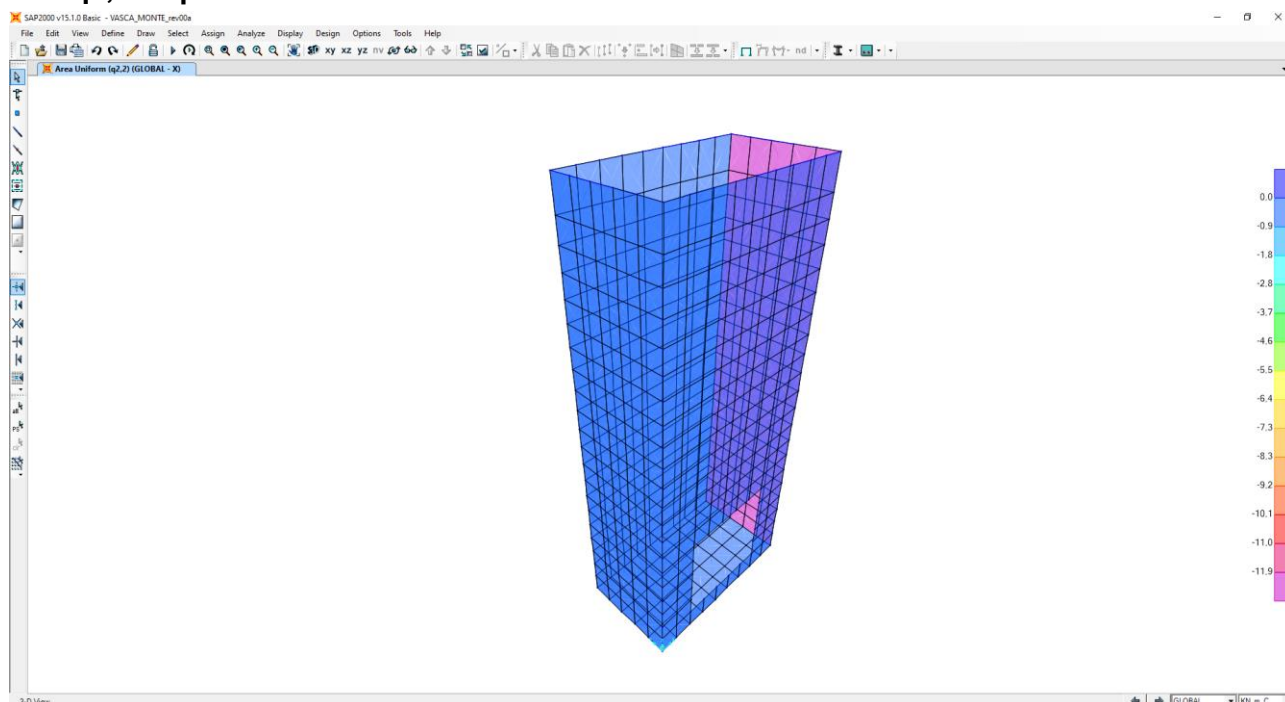 SAP2000 v15.1.0 Basic - VASCA_MONTE_rev00a
File Edit View Define Draw Select Assign Analyze Display Design Options Tools Help
xy xz yz nv
nd
Area Uniform (q2,2) (GLOBAL - X)
0.0
-0.9
-1.8
-2.8
-3.7
-4.6
-5.5
-6.4
-7.3
-8.3
-9.2
-10.1
-11.0
-11.9
3-D View
GLOBAL